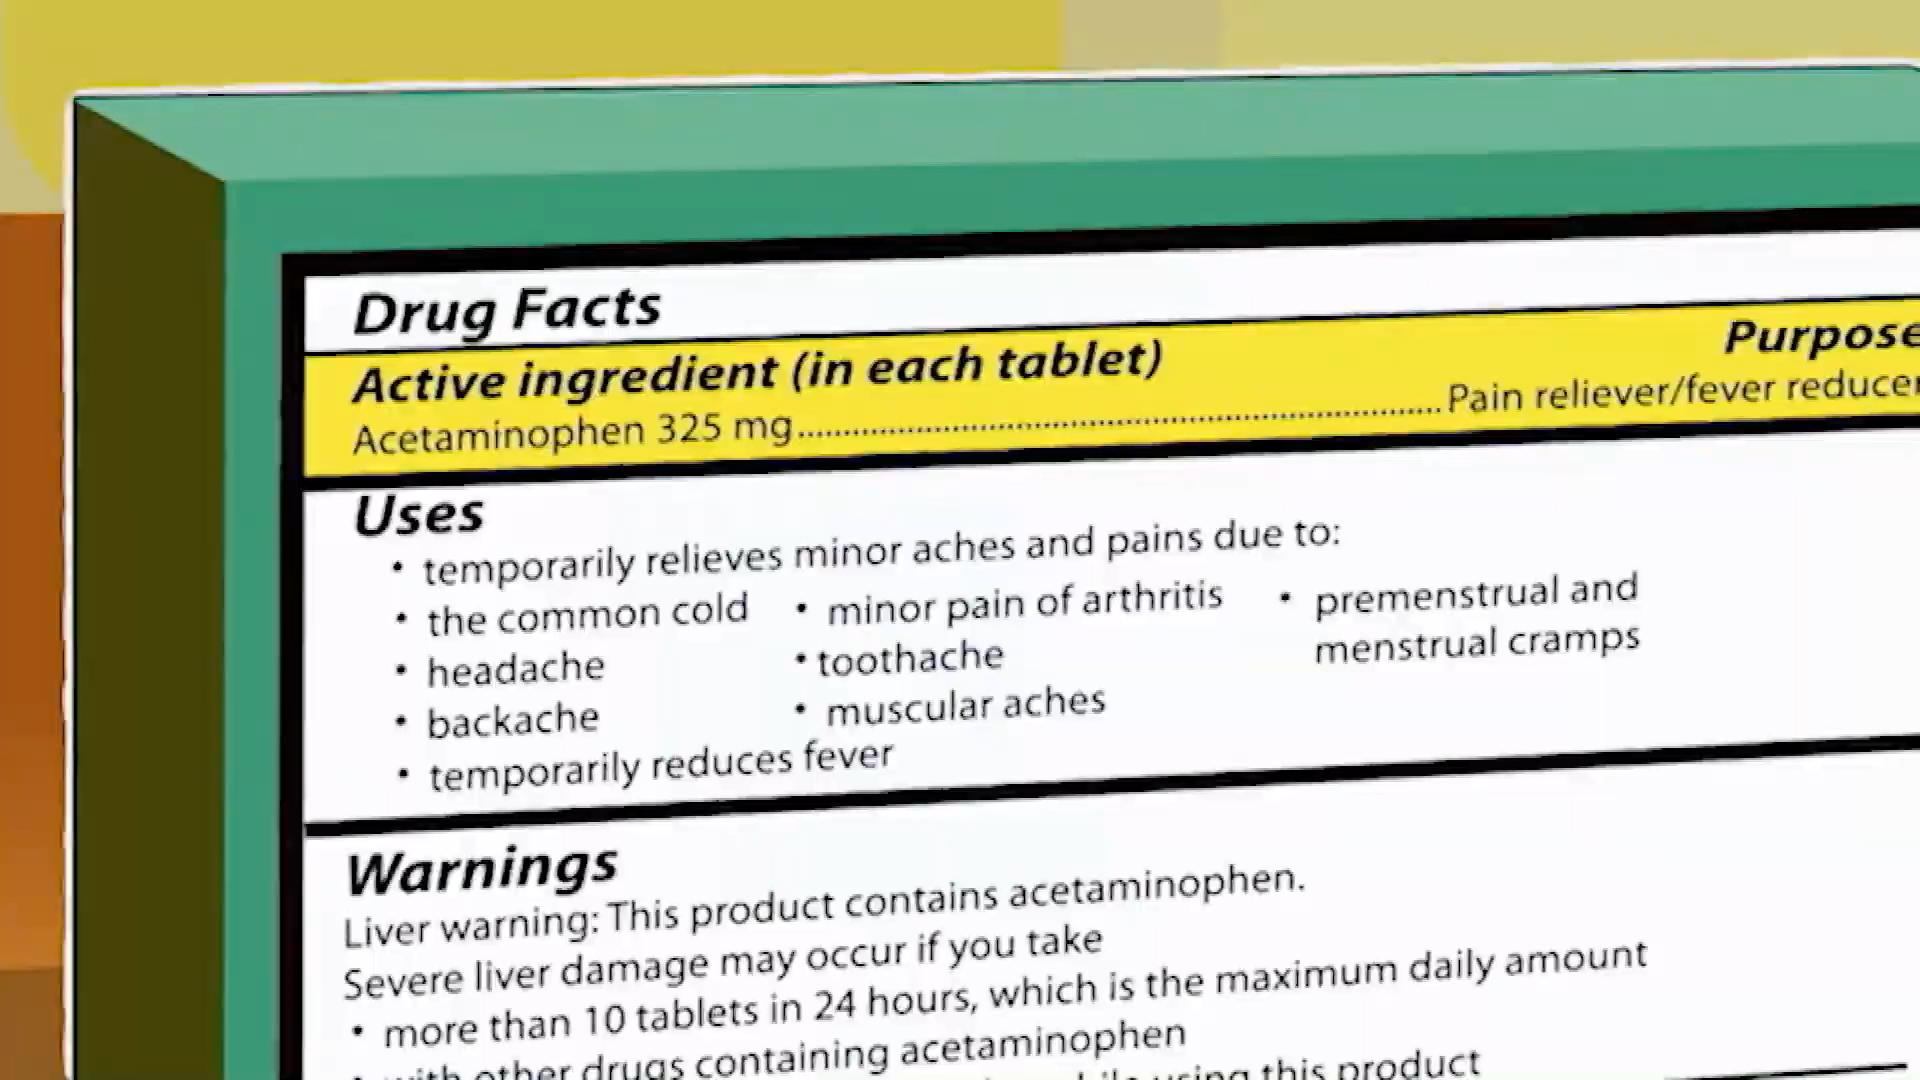 Drug Facts
Active ingredient (in each tablet) Purpose
Acetaminophen 325 mg..........................................................Pain reliever/fever reducer
Uses
• temporarily relieves minor aches and pains due to:
• the common cold • minor pain of arthritis • premenstrual and
menstrual cramps
• headache • toothache
• backache • muscular aches
• temporarily reduces fever
Warnings
Liver warning: This product contains acetaminophen.
Severe liver damage may occur if you take
• more than 10 tablets in 24 hours, which is the maximum daily amount
• with other drugs containing acetaminophen
using this product